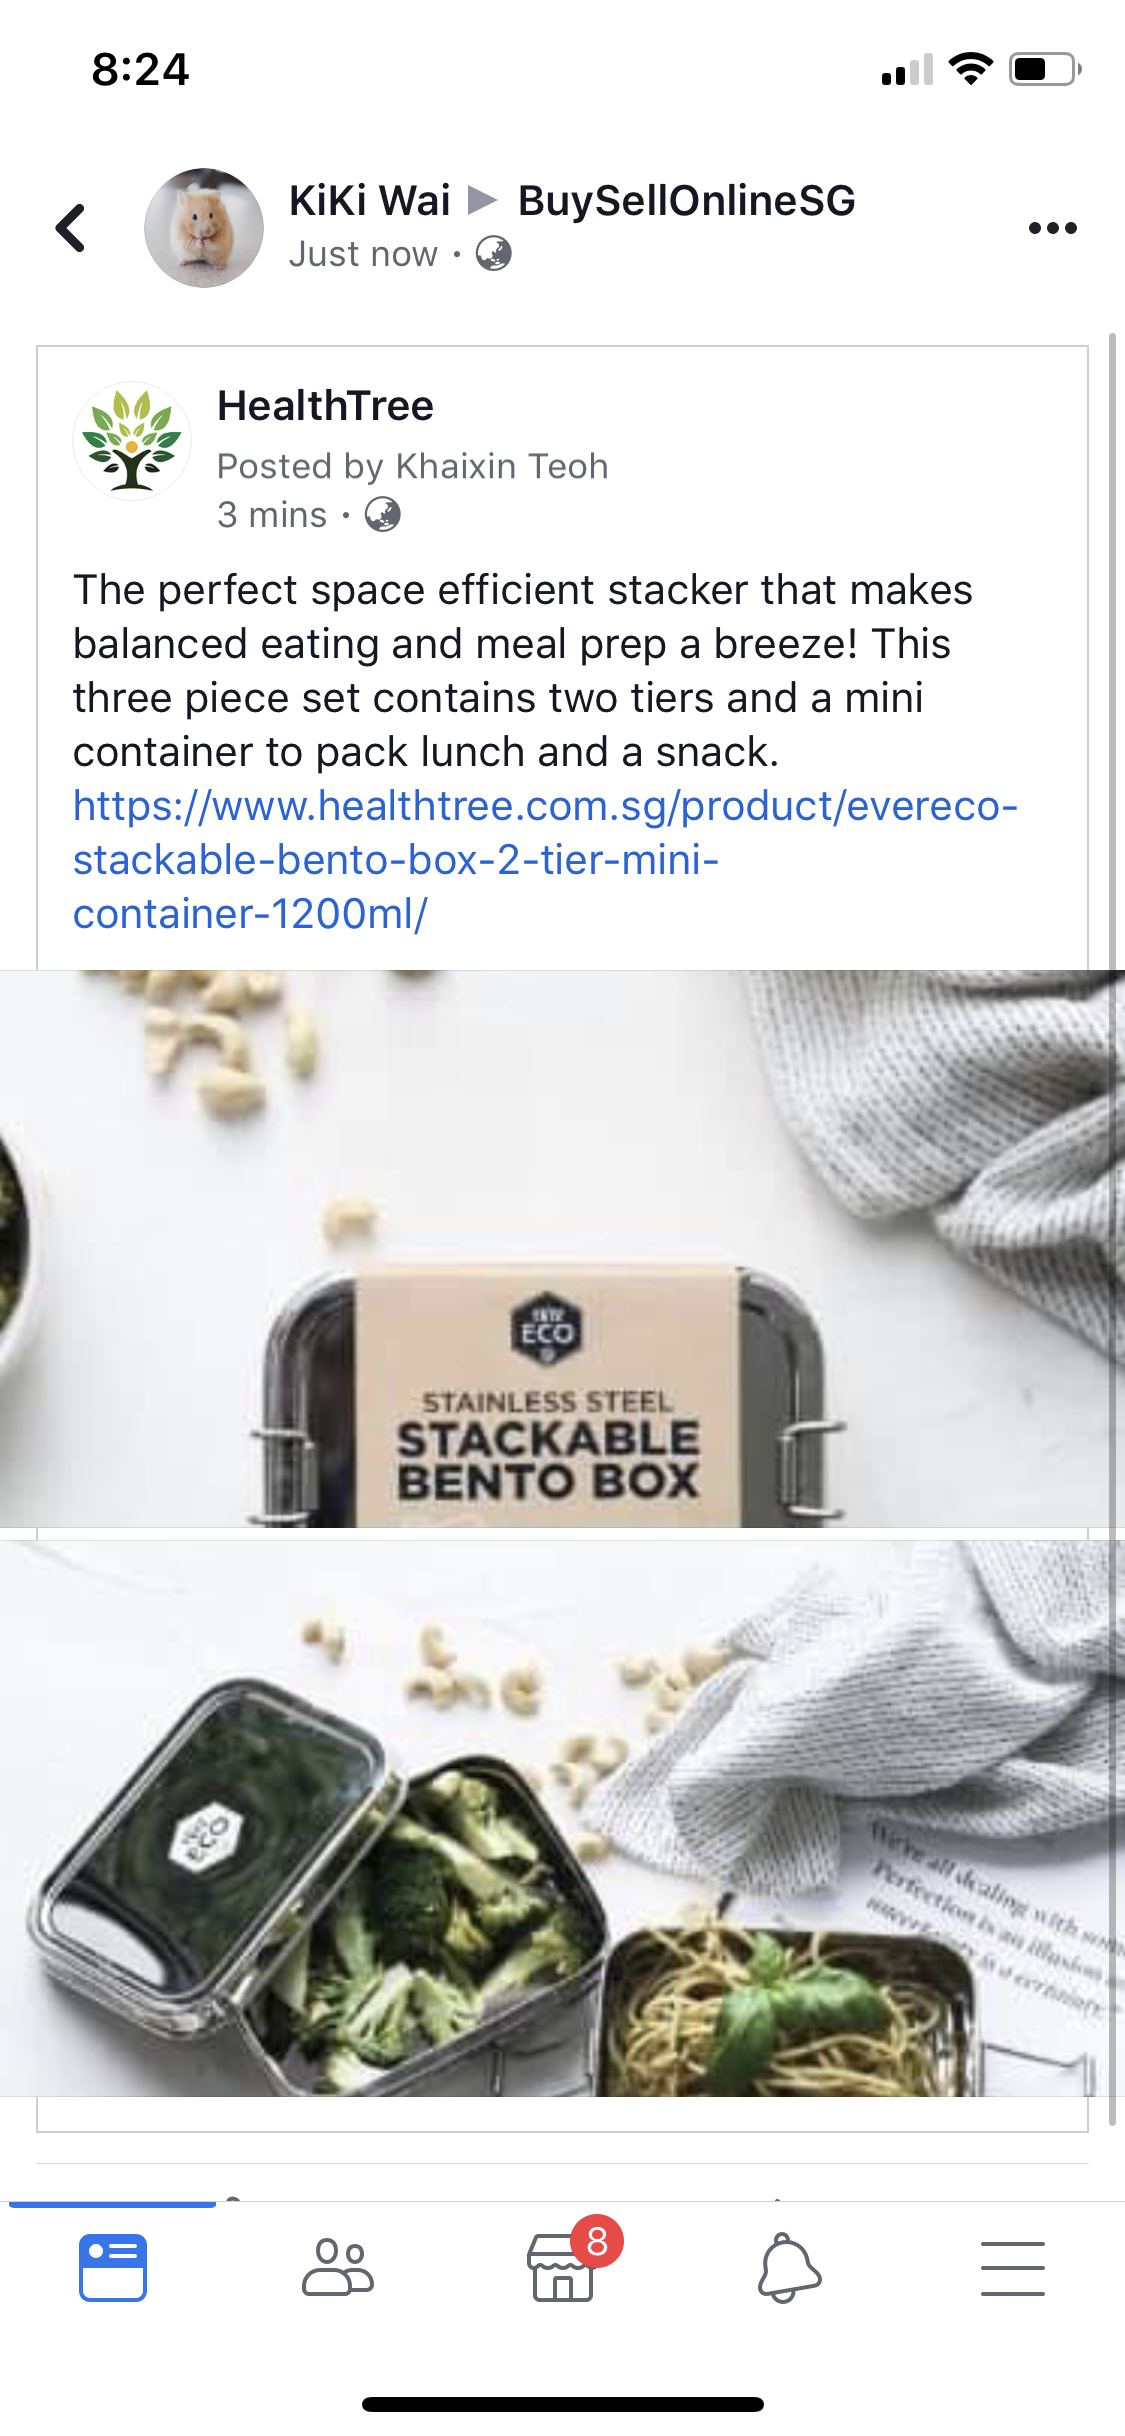 8:24
KiKi Wai ▶ BuySellOnlineSG
Just now ·
HealthTree
Posted by Khaixin Teoh
3 mins ·
The perfect space efficient stacker that makes
balanced eating and meal prep a breeze! This
three piece set contains two tiers and a mini
container to pack lunch and a snack.
https://www.healthtree.com.sg/product/evereco-
stackable-bento-box-2-tier-mini-
container-1200ml/
ECO
STAINLESS STEEL
STACKABLE
BENTO BOX
ECO
We're all dealing with
Perfection is an illusion
is a certainty
8